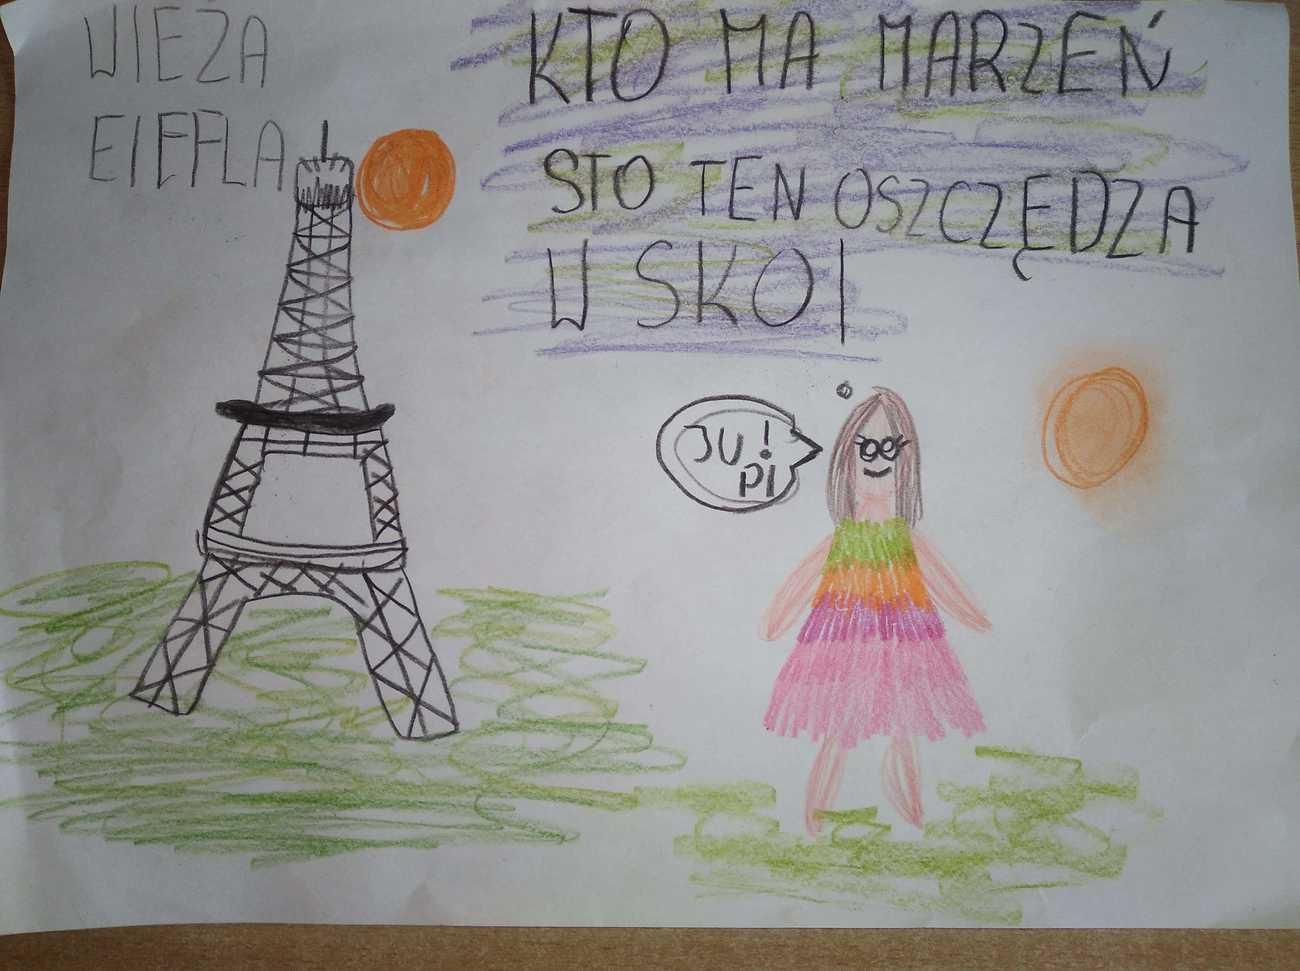 WIEŻA
EIFFLA
KTO MA MARZEŃ
STO TEN OSZCZĘDZA
W SKO!
JU!
PI